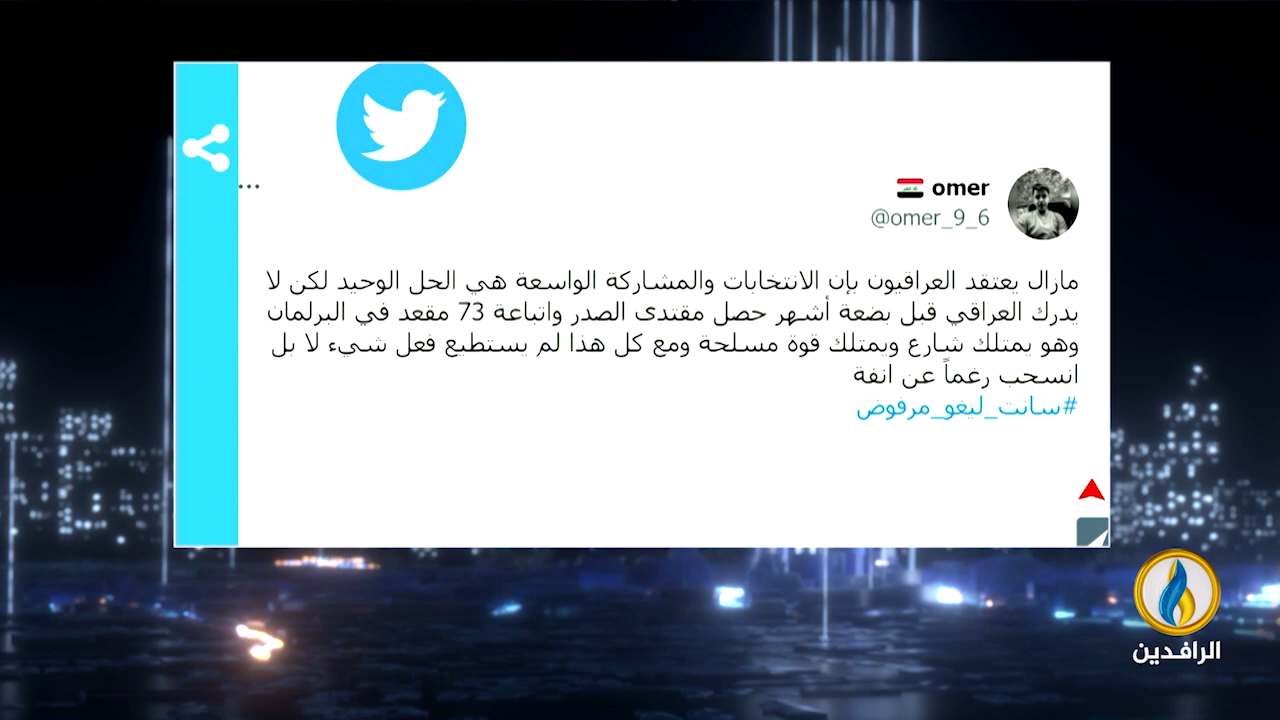 omer
@omer_9_6
...
مازال يعتقد العراقيون بإن الانتخابات والمشاركة الواسعة هي الحل الوحيد لكن لا
يدرك العراقي قبل بضعة أشهر حصل مقتدى الصدر واتباعة 73 مقعد في البرلمان
وهو يمتلك شارع ويمتلك قوة مسلحة ومع كل هذا لم يستطيع فعل شيء لا بل
انسحب رغماً عن انفة
#سانت_ليغو_مرفوض
الرافدين